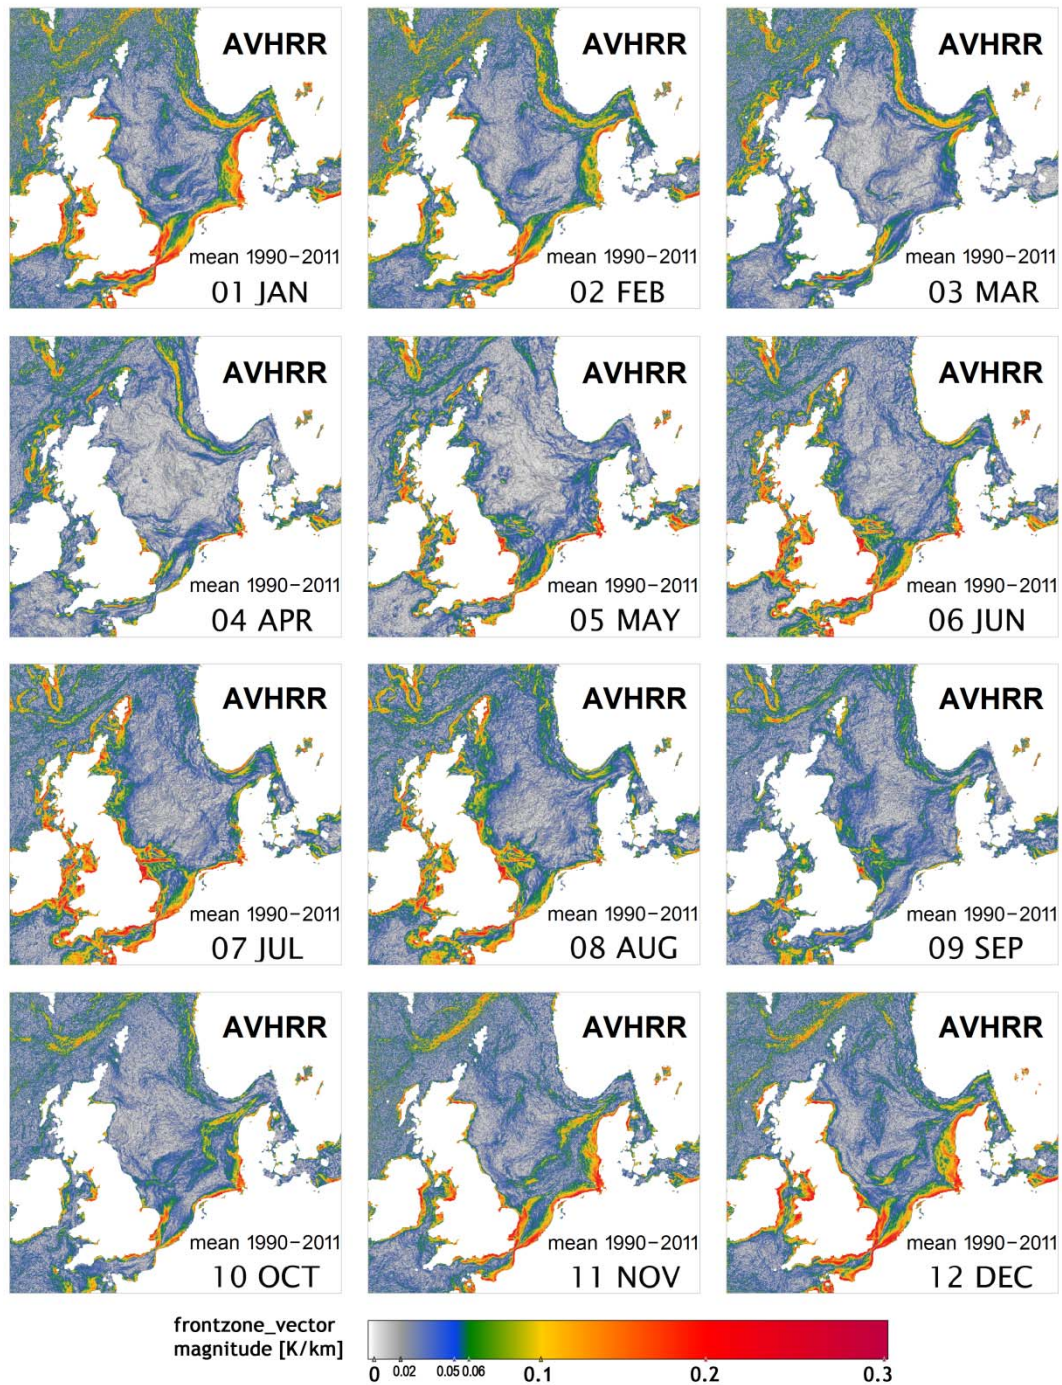 AVHRR AVHRR AVHRR
mean 1990–2011 mean 1990–2011 mean 1990–2011
01 JAN 02 FEB 03 MAR
AVHRR AVHRR AVHRR
mean 1990–2011 mean 1990–2011 mean 1990–2011
04 APR 05 MAY 06 JUN
AVHRR AVHRR AVHRR
mean 1990–2011 mean 1990–2011 mean 1990–2011
07 JUL 08 AUG 09 SEP
AVHRR AVHRR AVHRR
mean 1990–2011 mean 1990–2011 mean 1990–2011
10 OCT 11 NOV 12 DEC
frontzone_vector
magnitude [K/km]
0 0.02 0.05 0.06 0.1 0.2 0.3